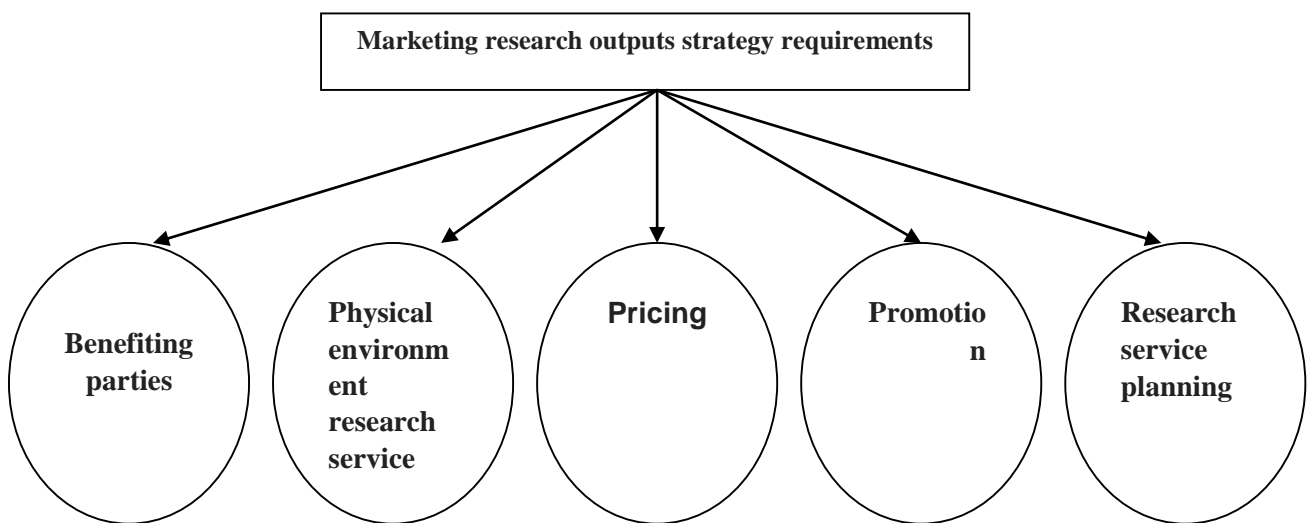 Marketing research outputs strategy requirements
Benefiting
parties
Physical
environm
ent
research
service
Pricing
Promotio
n
Research
service
planning